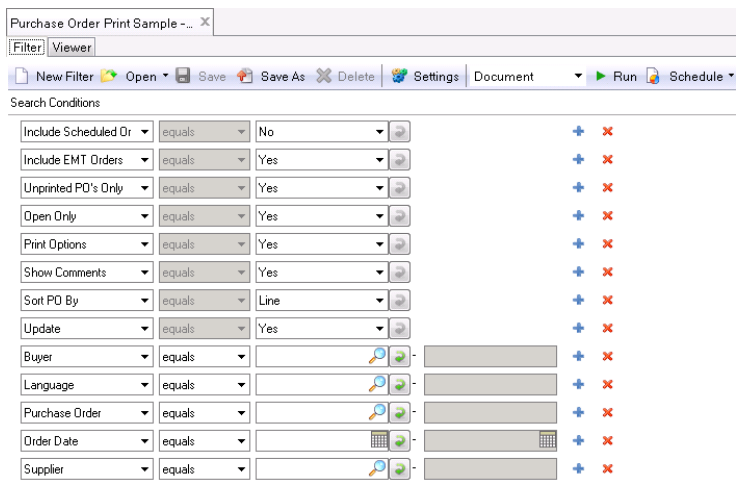 Purchase Order Print Sample -...
Filter Viewer
New Filter Open Save Save As Delete Settings Document Run Schedule
Search Conditions
Include Scheduled Or equals No
Include EMT Orders equals Yes
Unprinted PO's Only equals Yes
Open Only equals Yes
Print Options equals Yes
Show Comments equals Yes
Sort PO By equals Line
Update equals Yes
Buyer equals -
Language equals -
Purchase Order equals -
Order Date equals -
Supplier equals -